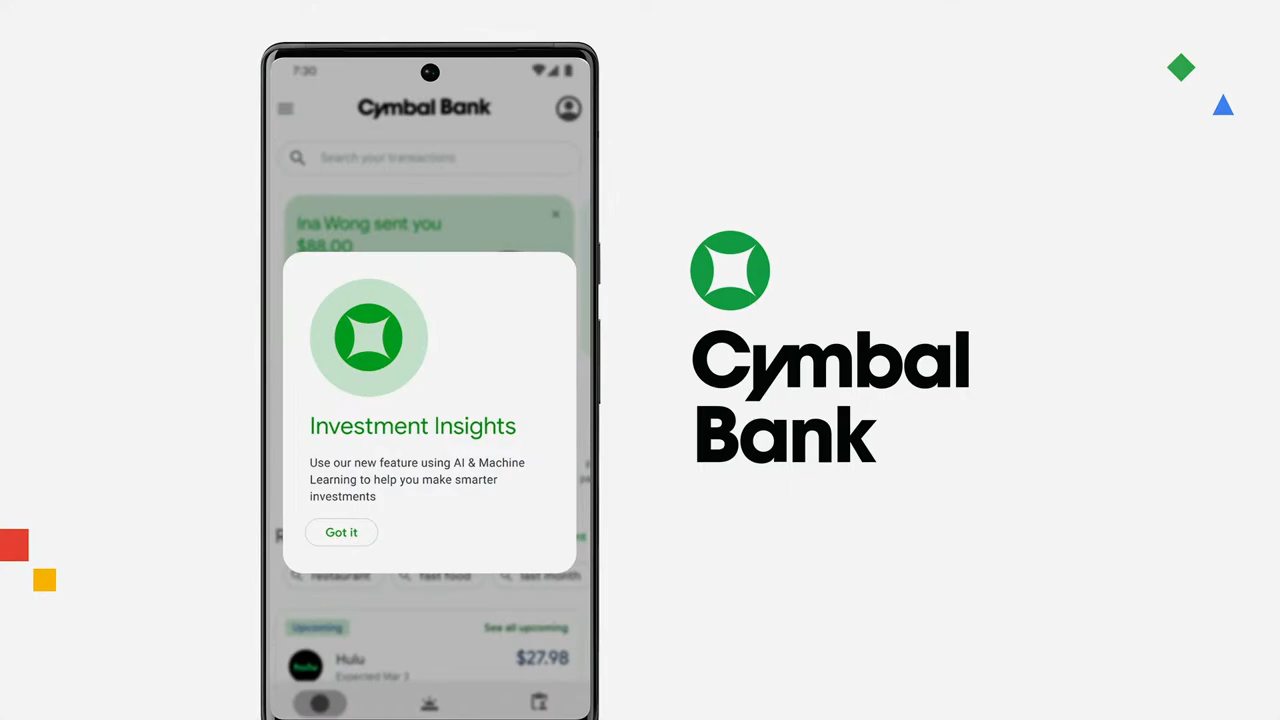 7:30
Cymbal Bank
Search your transactions
Ina Wong sent you
$88.00
Investment Insights
Use our new feature using AI & Machine
Learning to help you make smarter
investments
Got it
restaurant
fast food
last month
Upcoming
See all upcoming
hulu
Hulu
$27.98
Expected Mar 3
Cymbal
Bank